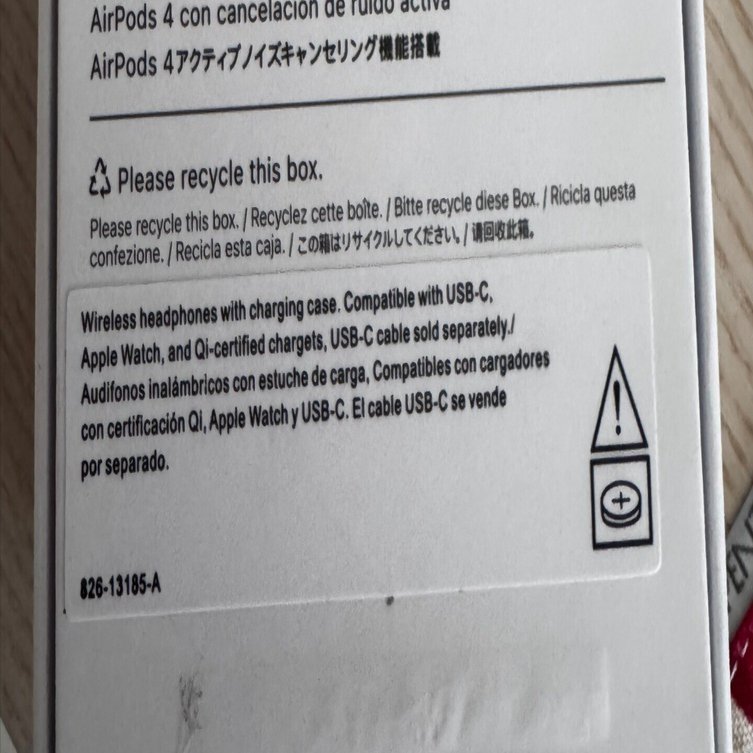 AirPods 4 con cancelación de ruido activa
AirPods 4アクティブノイズキャンセリング機能搭載
Please recycle this box.
Please recycle this box. / Recyclez cette boîte. / Bitte recycle diese Box. / Ricicla questa
confezione. / Recicla esta caja. / この箱はリサイクルしてください。/ 请回收此箱。
Wireless headphones with charging case. Compatible with USB-C,
Apple Watch, and Qi-certified chargets, USB-C cable sold separately./
Audifonos inalámbricos con estuche de carga, Compatibles con cargadores
con certificación QI, Apple Watch y USB-C. El cable USB-C se vende
por separado.
826-13185-A